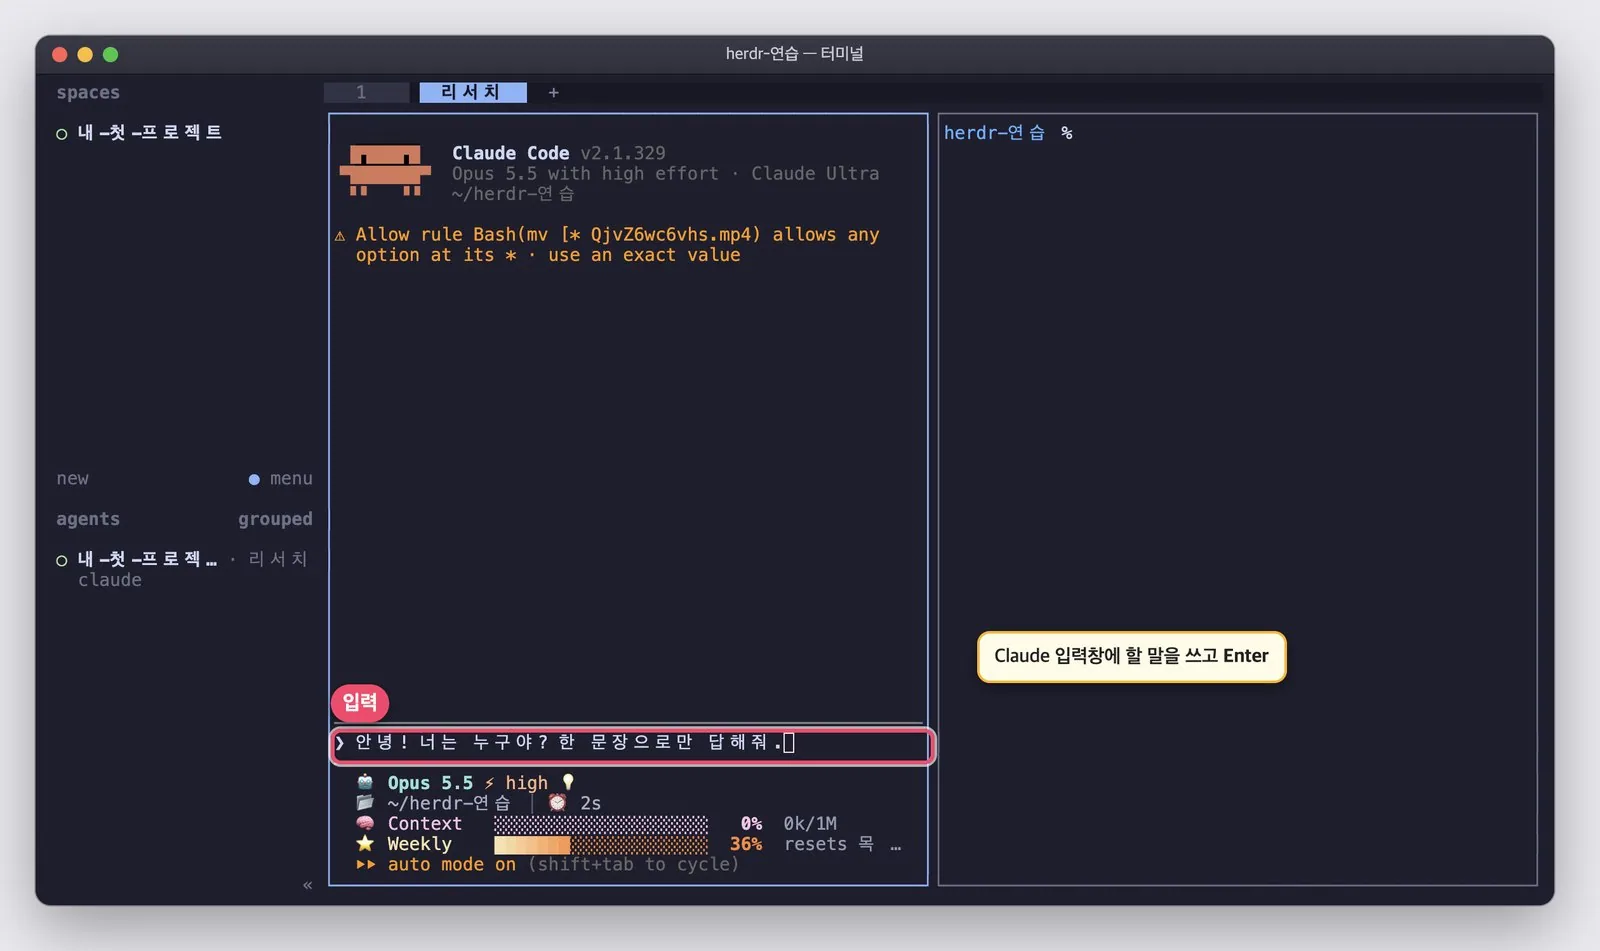 herdr-연습 — 터미널
spaces
1 리서치 +
내-첫-프로젝트
new ● menu
agents grouped
내-첫-프로젝… · 리서치
claude
«
Claude Code v2.1.329
Opus 5.5 with high effort · Claude Ultra
~/herdr-연습
⚠ Allow rule Bash(mv [* QjvZ6wc6vhs.mp4) allows any
option at its * · use an exact value
입력
❯ 안녕! 너는 누구야? 한 문장으로만 답해줘.
🤖 Opus 5.5 ⚡ high 💡
📂 ~/herdr-연습 | ⏰ 2s
🧠 Context 0% 0k/1M
⭐ Weekly 36% resets 목 …
▶▶ auto mode on (shift+tab to cycle)
herdr-연습 %
Claude 입력창에 할 말을 쓰고 Enter